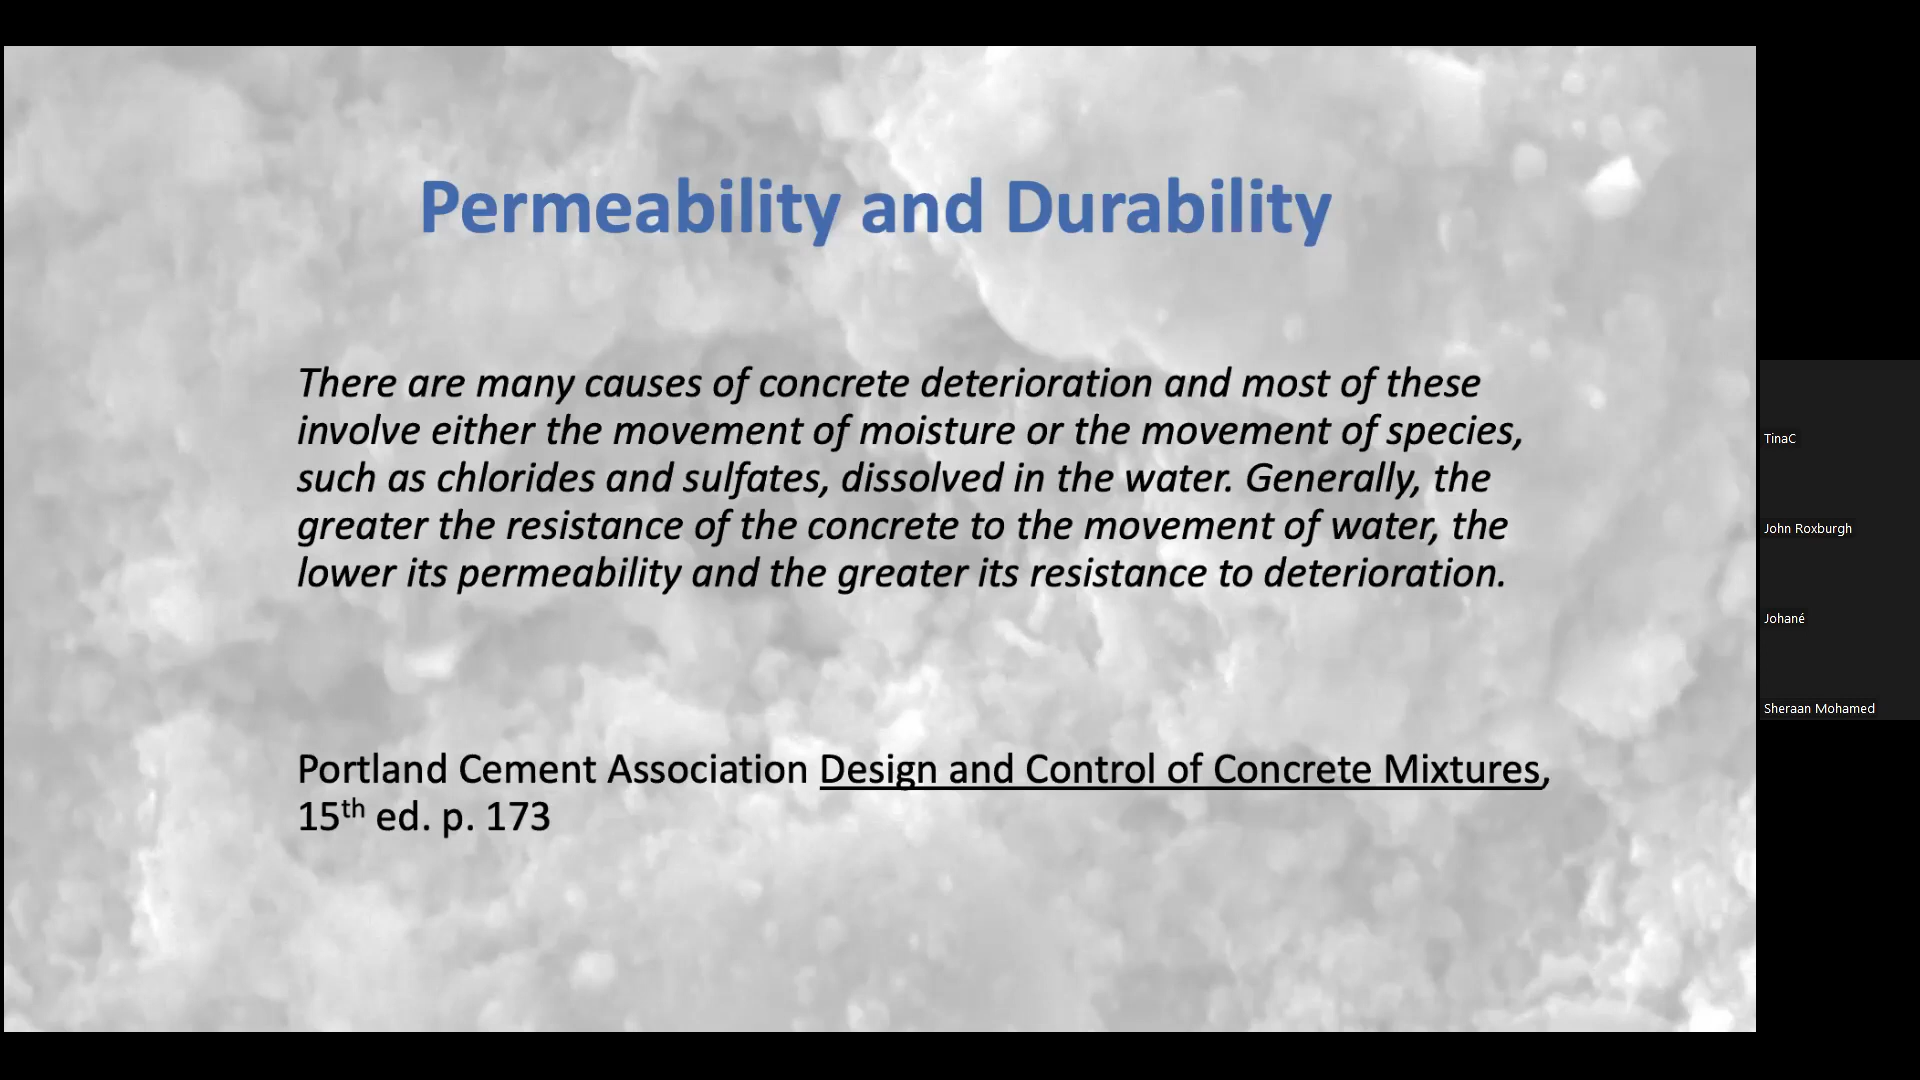 Permeability and Durability
There are many causes of concrete deterioration and most of these
involve either the movement of moisture or the movement of species,
such as chlorides and sulfates, dissolved in the water. Generally, the
greater the resistance of the concrete to the movement of water, the
lower its permeability and the greater its resistance to deterioration.
Portland Cement Association Design and Control of Concrete Mixtures,
15th ed. p. 173
TinaC
John Roxburgh
Johané
Sheraan Mohamed